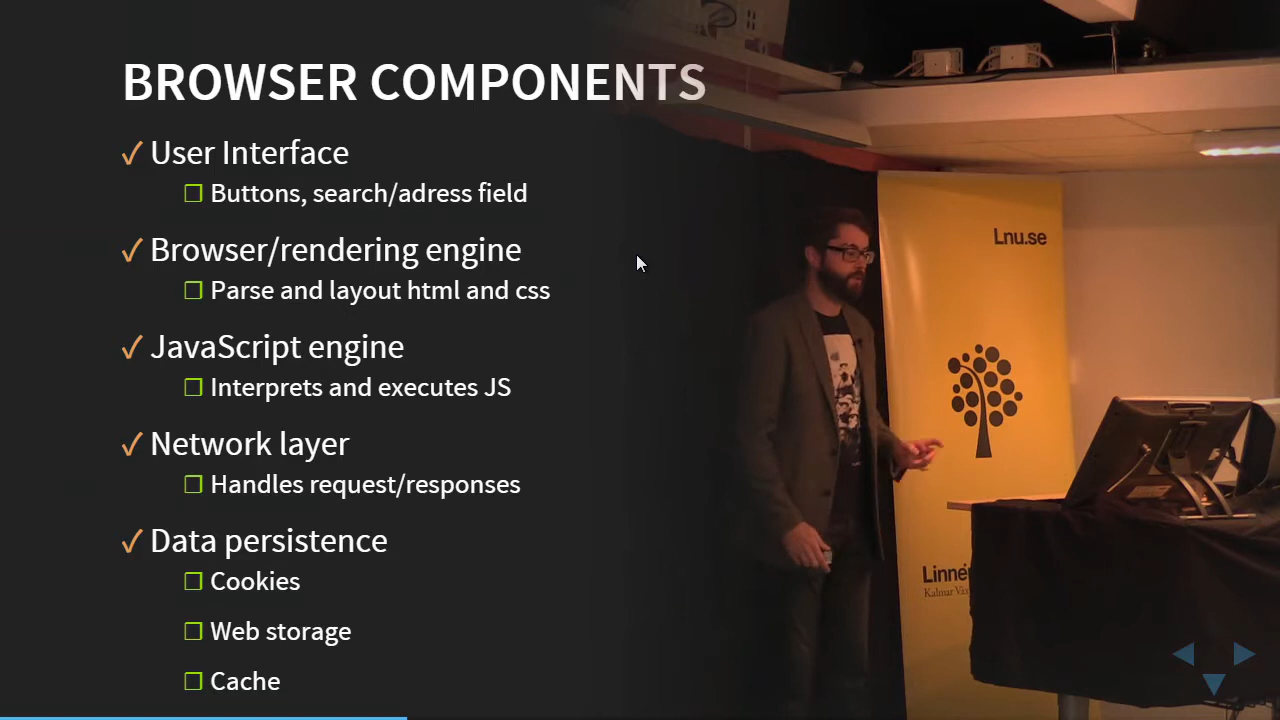 BROWSER COMPONENTS
✓ User Interface
❐ Buttons, search/adress field
✓ Browser/rendering engine
❐ Parse and layout html and css
✓ JavaScript engine
❐ Interprets and executes JS
✓ Network layer
❐ Handles request/responses
✓ Data persistence
❐ Cookies
❐ Web storage
❐ Cache
Lnu.se
Kalmar